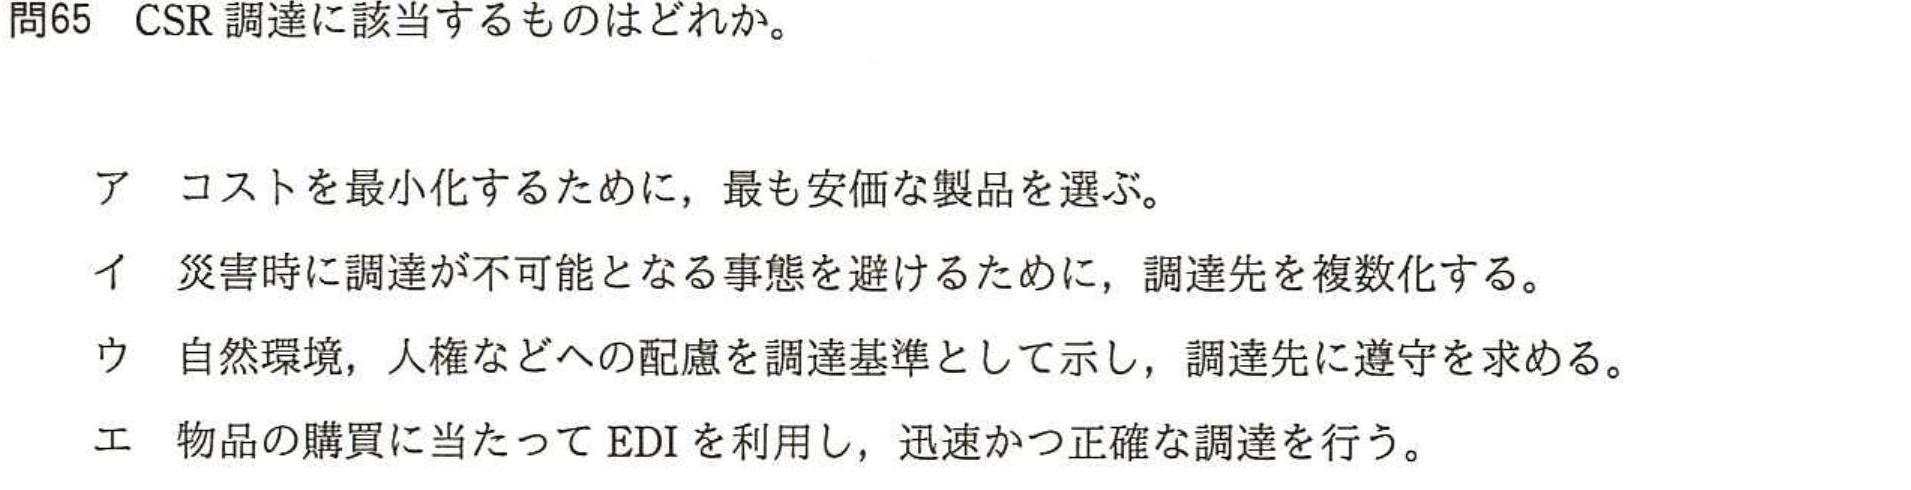 問65 CSR 調達に該当するものはどれか。
ア コストを最小化するために，最も安価な製品を選ぶ。
イ 災害時に調達が不可能となる事態を避けるために，調達先を複数化する。
ウ 自然環境，人権などへの配慮を調達基準として示し，調達先に遵守を求める。
エ 物品の購買に当たって EDI を利用し，迅速かつ正確な調達を行う。